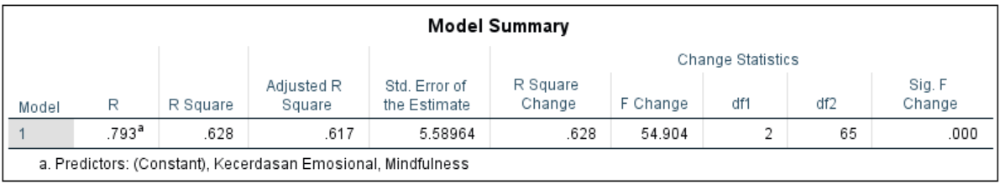 Model Summary
Change Statistics
Model R R Square Adjusted R Square Std. Error of the Estimate R Square Change F Change df1 df2 Sig. F Change
1 .793a .628 .617 5.58964 .628 54.904 2 65 .000
a. Predictors: (Constant), Kecerdasan Emosional, Mindfulness